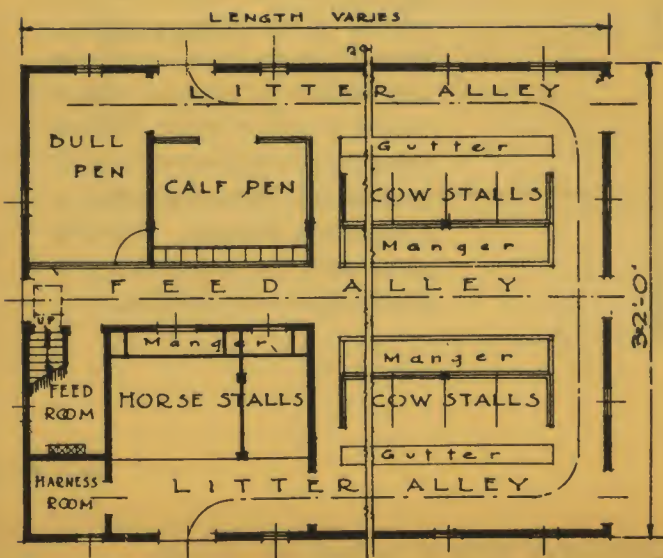 LENGTH VARIES
LITTER ALLEY
BULL PEN
CALF PEN
Gutter
COW STALLS
Manger
FEED ALLEY
32'-0"
UP
Manger
Manger
FEED ROOM
HORSE STALLS
COW STALLS
Gutter
HARNESS ROOM
LITTER ALLEY